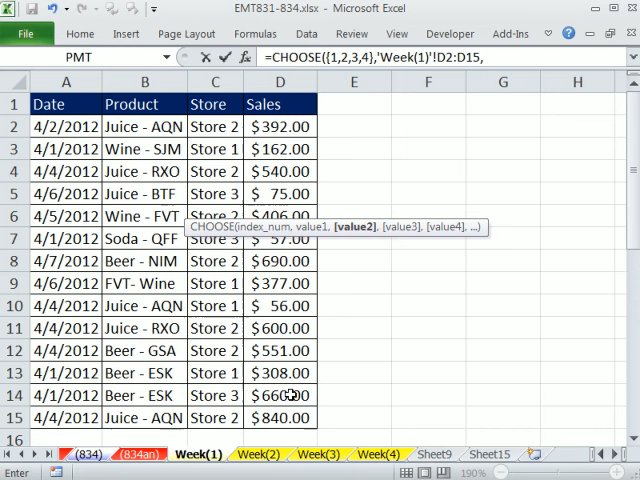 EMT831-834.xlsx - Microsoft Excel
File Home Insert Page Layout Formulas Data Review View Developer
PMT fx =CHOOSE({1,2,3,4},'Week(1)'!D2:D15,
A B C D E F G H
1 Date Product Store Sales
2 4/2/2012 Juice - AQN Store 2 $392.00
3 4/1/2012 Wine - SJM Store 1 $162.00
4 4/4/2012 Juice - RXO Store 2 $540.00
5 4/6/2012 Juice - BTF Store 3 $ 75.00
6 4/5/2012 Wine - FVT Store 2 $406.00
CHOOSE(index_num, value1, [value2], [value3], [value4], ...)
7 4/1/2012 Soda - QFF Store 3 $ 57.00
8 4/7/2012 Beer - NIM Store 2 $690.00
9 4/6/2012 FVT- Wine Store 1 $377.00
10 4/4/2012 Juice - AQN Store 1 $ 56.00
11 4/4/2012 Juice - RXO Store 2 $600.00
12 4/4/2012 Beer - GSA Store 2 $551.00
13 4/1/2012 Beer - ESK Store 1 $308.00
14 4/1/2012 Beer - ESK Store 3 $660.00
15 4/4/2012 Juice - AQN Store 2 $840.00
16
(834) (834an) Week(1) Week(2) Week(3) Week(4) Sheet9 Sheet15
Enter 190%